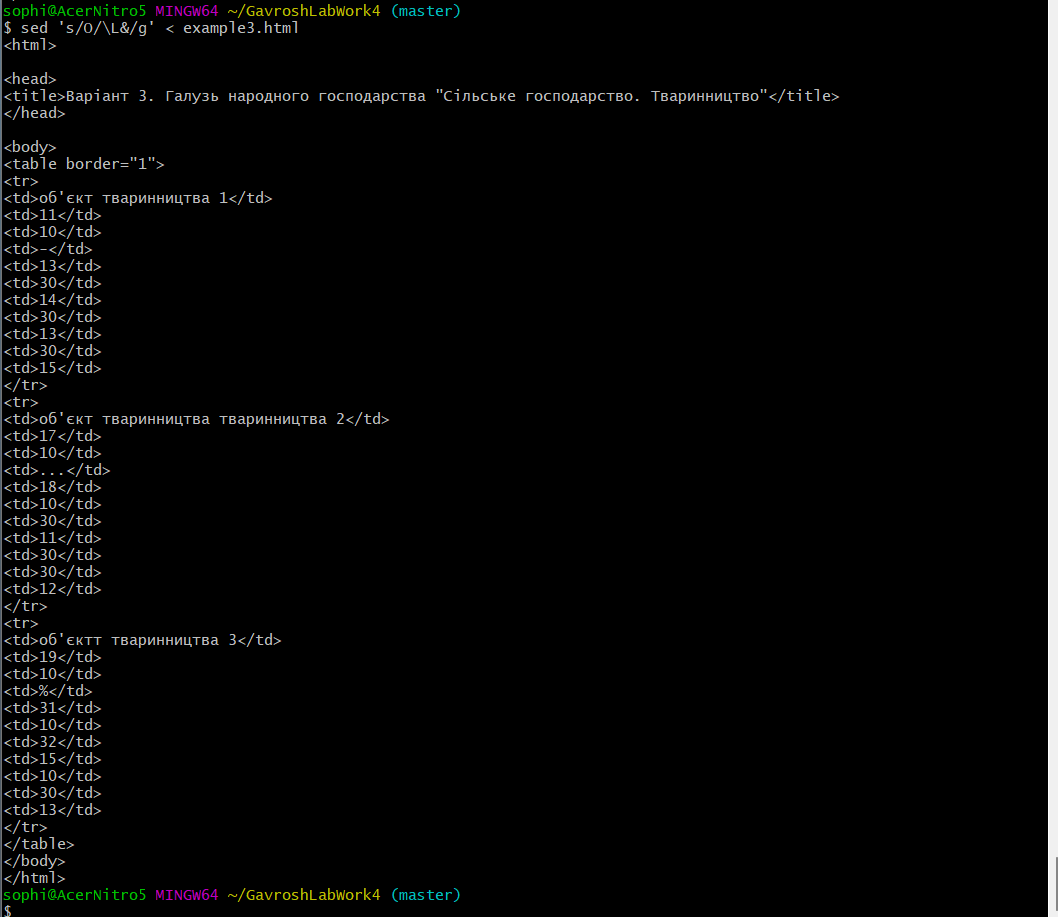 sophi@AcerNitro5 MINGW64 ~/GavroshLabWork4 (master)
$ sed 's/О/\L&/g' < example3.html
<html>
<head>
<title>Варіант 3. Галузь народного господарства "Сільське господарство. Тваринництво"</title>
</head>
<body>
<table border="1">
<tr>
<td>об'єкт тваринництва 1</td>
<td>11</td>
<td>10</td>
<td>-</td>
<td>13</td>
<td>30</td>
<td>14</td>
<td>30</td>
<td>13</td>
<td>30</td>
<td>15</td>
</tr>
<tr>
<td>об'єкт тваринництва тваринництва 2</td>
<td>17</td>
<td>10</td>
<td>...</td>
<td>18</td>
<td>10</td>
<td>30</td>
<td>11</td>
<td>30</td>
<td>30</td>
<td>12</td>
</tr>
<tr>
<td>об'єктт тваринництва 3</td>
<td>19</td>
<td>10</td>
<td>%</td>
<td>31</td>
<td>10</td>
<td>32</td>
<td>15</td>
<td>10</td>
<td>30</td>
<td>13</td>
</tr>
</table>
</body>
</html>
sophi@AcerNitro5 MINGW64 ~/GavroshLabWork4 (master)
$